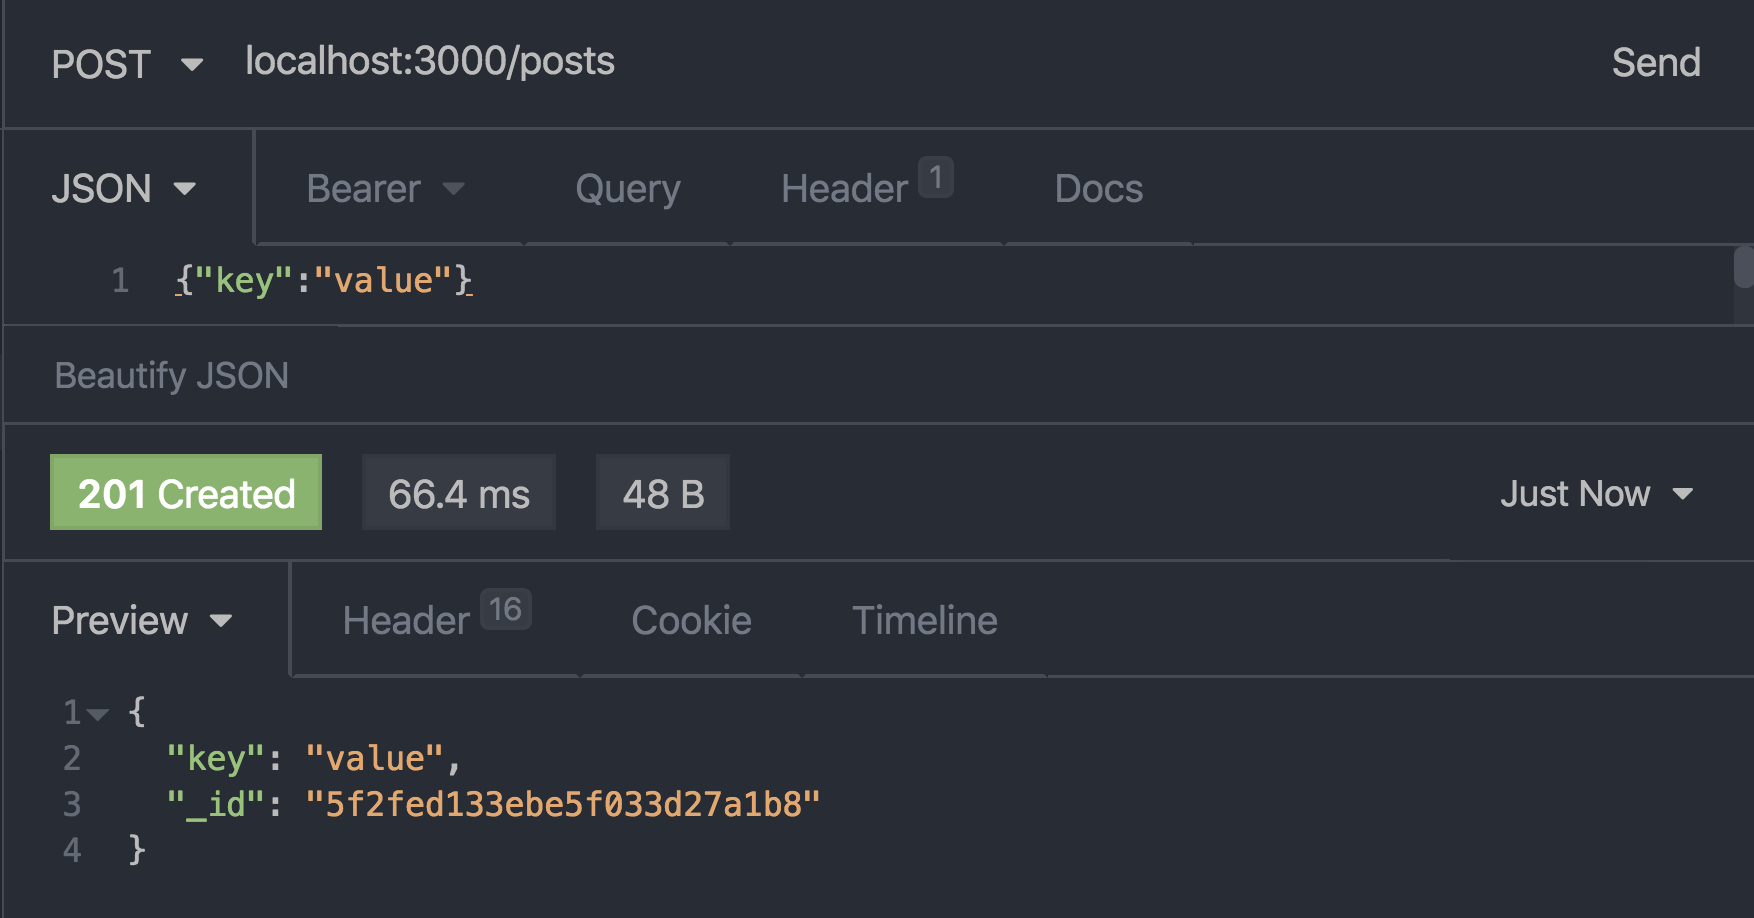 POST localhost:3000/posts Send
JSON Bearer Query Header 1 Docs
1 {"key":"value"}
Beautify JSON
201 Created 66.4 ms 48 B Just Now
Preview Header 16 Cookie Timeline
1 {
2 "key": "value",
3 "_id": "5f2fed133ebe5f033d27a1b8"
4 }